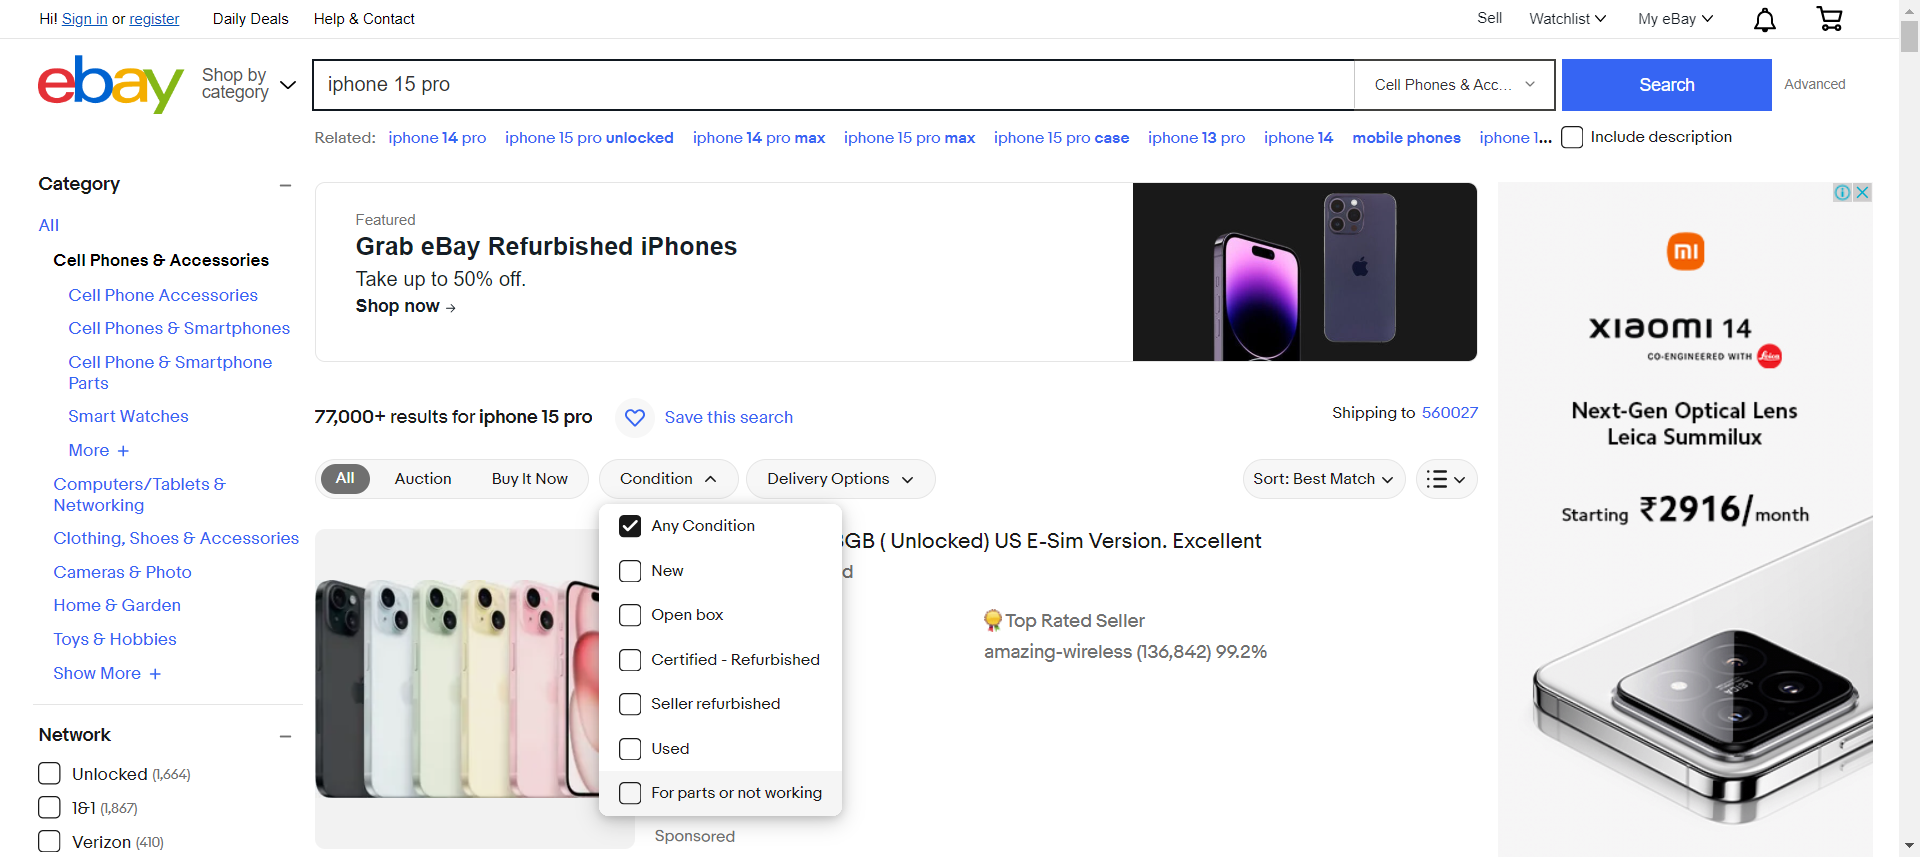 Hi! Sign in or register
Daily Deals
Help & Contact
Sell
Watchlist
My eBay
ebay
Shop by
category
iphone 15 pro
Cell Phones & Acc...
Search
Advanced
Related:
iphone 14 pro
iphone 15 pro unlocked
iphone 14 pro max
iphone 15 pro max
iphone 15 pro case
iphone 13 pro
iphone 14
mobile phones
iphone 1...
Include description
Category
All
Cell Phones & Accessories
Cell Phone Accessories
Cell Phones & Smartphones
Cell Phone & Smartphone
Parts
Smart Watches
More +
Computers/Tablets &
Networking
Clothing, Shoes & Accessories
Cameras & Photo
Home & Garden
Toys & Hobbies
Show More +
Network
Unlocked (1,664)
1&1 (1,867)
Verizon (410)
Featured
Grab eBay Refurbished iPhones
Take up to 50% off.
Shop now →
77,000+ results for iphone 15 pro
Save this search
Shipping to 560027
All
Auction
Buy It Now
Condition
Delivery Options
Sort: Best Match
Any Condition
New
Open box
Certified - Refurbished
Seller refurbished
Used
For parts or not working
GB ( Unlocked) US E-Sim Version. Excellent
d
Top Rated Seller
amazing-wireless (136,842) 99.2%
Sponsored
mi
xiaomi 14
CO-ENGINEERED WITH Leica
Next-Gen Optical Lens
Leica Summilux
Starting ₹2916/month